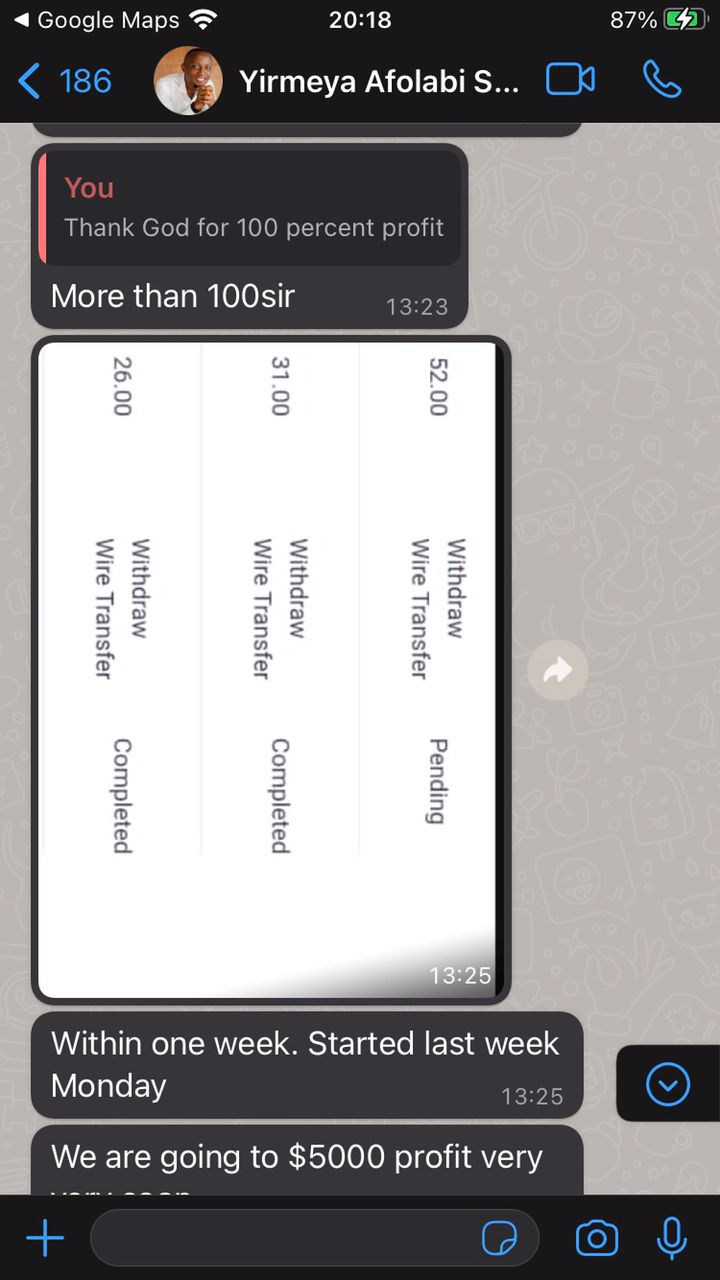 Google Maps
20:18
87%
186
Yirmeya Afolabi S...
You
Thank God for 100 percent profit
More than 100sir
13:23
52.00
Withdraw
Wire Transfer
Pending
31.00
Withdraw
Wire Transfer
Completed
26.00
Withdraw
Wire Transfer
Completed
13:25
Within one week. Started last week
Monday
13:25
We are going to $5000 profit very